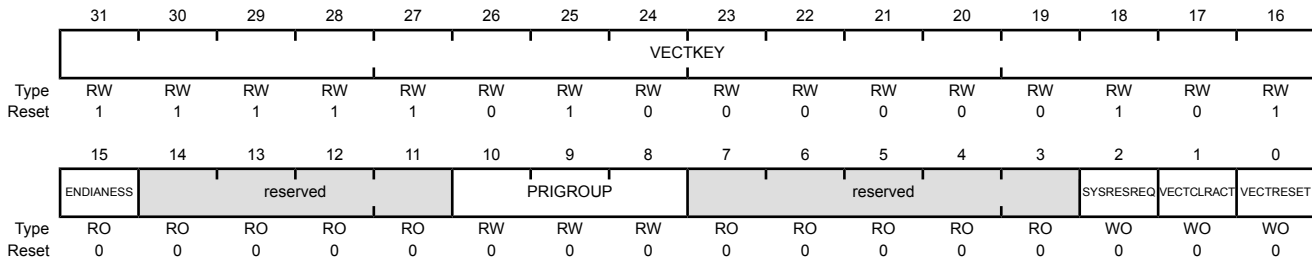 31 30 29 28 27 26 25 24 23 22 21 20 19 18 17 16
VECTKEY
Type RW RW RW RW RW RW RW RW RW RW RW RW RW RW RW RW
Reset 1 1 1 1 1 0 1 0 0 0 0 0 0 1 0 1
15 14 13 12 11 10 9 8 7 6 5 4 3 2 1 0
ENDIANESS reserved PRIGROUP reserved SYSRESREQ VECTCLRACT VECTRESET
Type RO RO RO RO RO RW RW RW RO RO RO RO RO WO WO WO
Reset 0 0 0 0 0 0 0 0 0 0 0 0 0 0 0 0